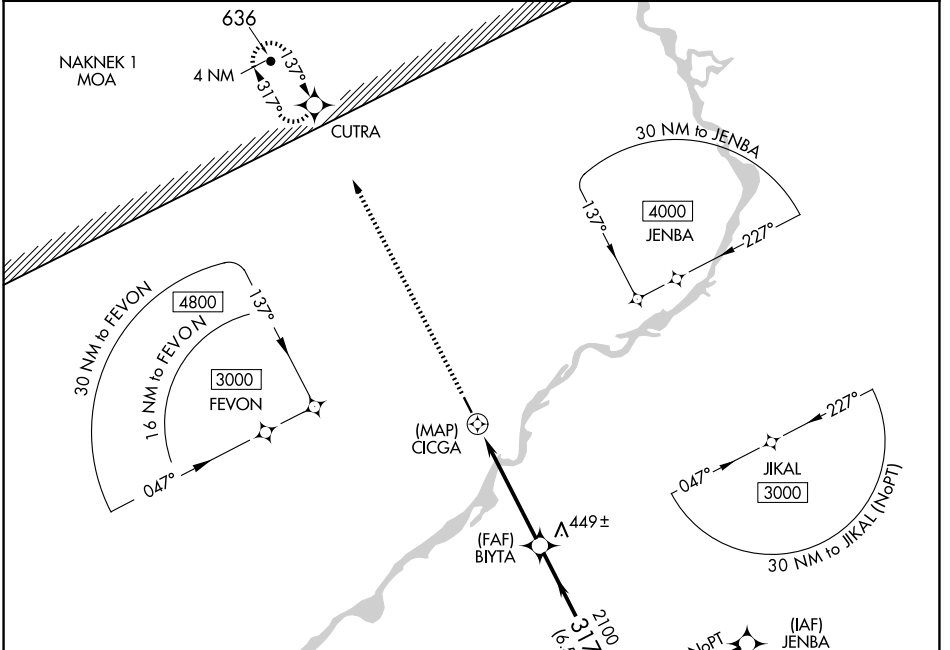 636
NAKNEK 1
MOA
4 NM
137°
317°
CUTRA
30 NM to JENBA
137°
4000
JENBA
227°
30 NM to FEVON
4800
137°
16 NM to FEVON
3000
FEVON
047°
(MAP)
CICGA
227°
047°
JIKAL
3000
30 NM to JIKAL (NoPT)
449±
(FAF)
BIYTA
2100
317
NoPT
(IAF)
JENBA